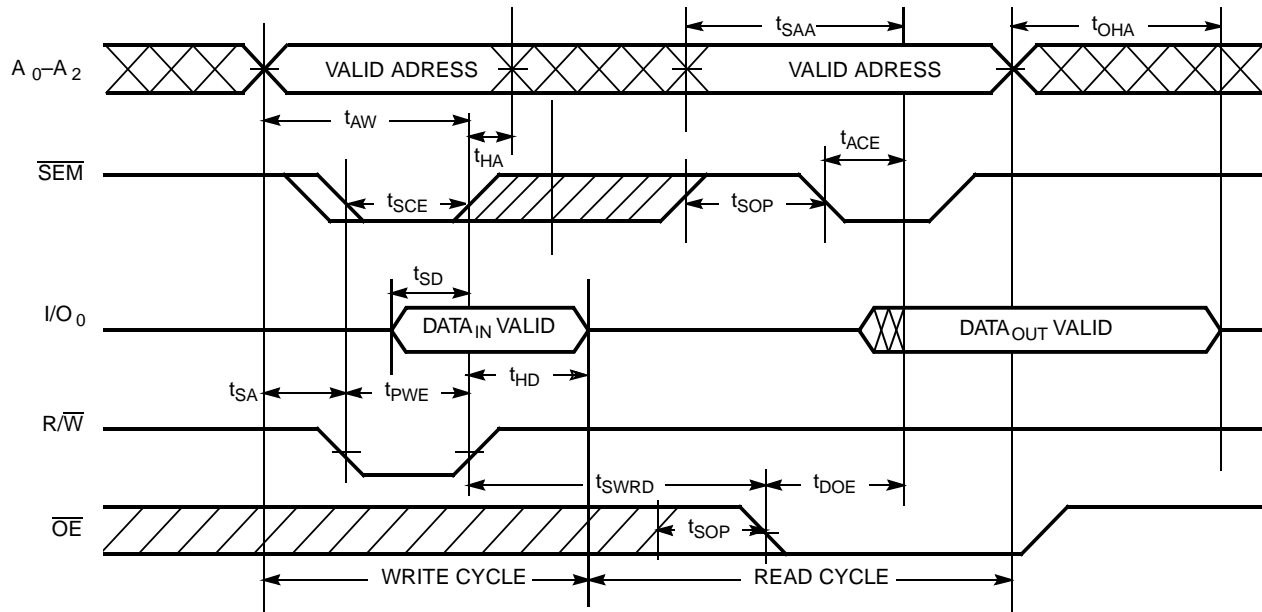 tSAA
tOHA
A0–A2
VALID ADRESS
VALID ADRESS
tAW
tHA
tACE
SEM
tSCE
tSOP
tSD
I/O0
DATAIN VALID
DATAOUT VALID
tSA
tPWE
tHD
R/W
tSWRD
tDOE
OE
tSOP
WRITE CYCLE
READ CYCLE